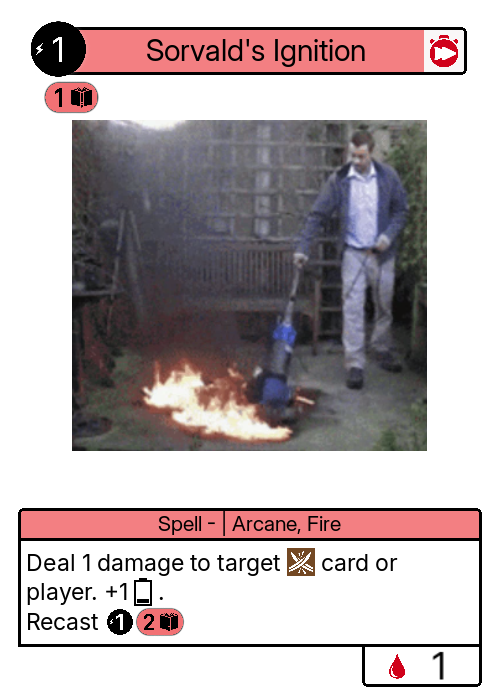 1 Sorvald's Ignition
1
Spell - | Arcane, Fire
Deal 1 damage to target card or
player. +1 .
Recast 1 2
1